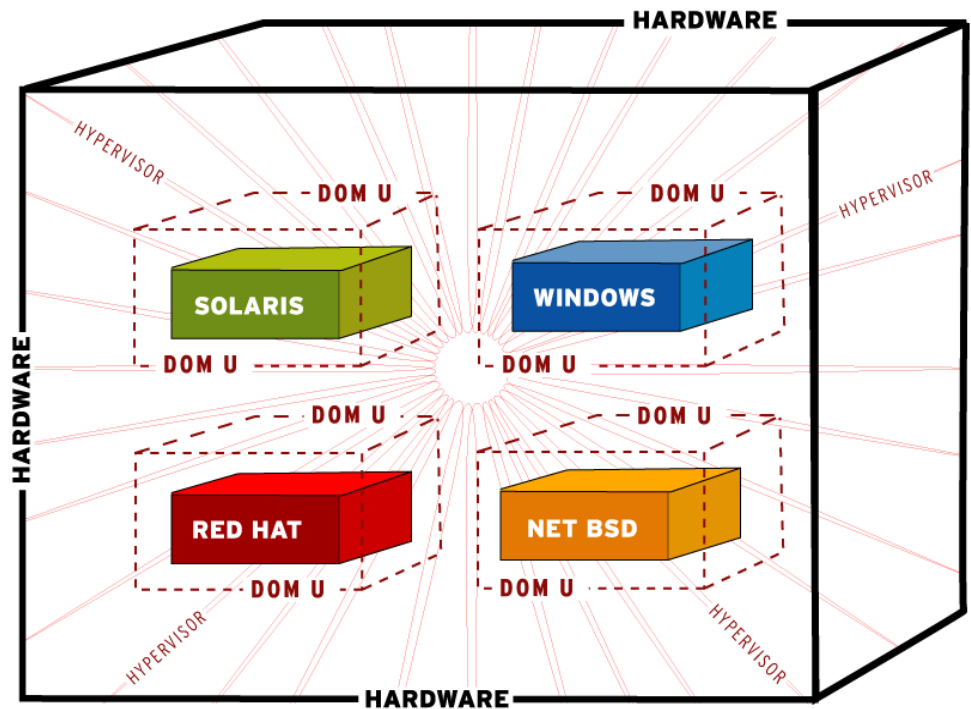 HARDWARE
HYPERVISOR
HYPERVISOR
DOM U
DOM U
SOLARIS
WINDOWS
DOM U
DOM U
HARDWARE
DOM U
DOM U
RED HAT
NET BSD
DOM U
DOM U
HYPERVISOR
HYPERVISOR
HARDWARE